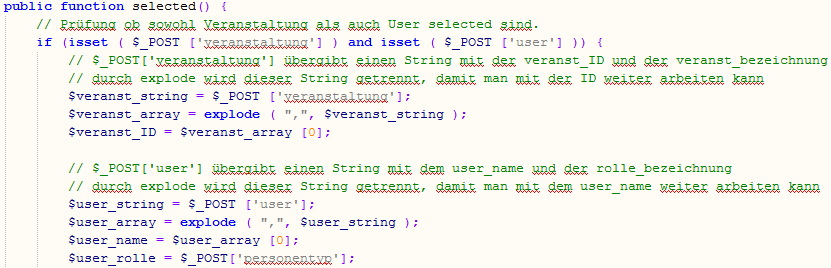 public function selected() {
// Prüfung ob sowohl Veranstaltung als auch User selected sind.
if (isset ( $_POST ['veranstaltung'] ) and isset ( $_POST ['user'] )) {
// $_POST['veranstaltung'] übergibt einen String mit der veranst_ID und der veranst_bezeichnung
// durch explode wird dieser String getrennt, damit man mit der ID weiter arbeiten kann
$veranst_string = $_POST ['veranstaltung'];
$veranst_array = explode ( ",", $veranst_string );
$veranst_ID = $veranst_array [0];
// $_POST['user'] übergibt einen String mit dem user_name und der rolle_bezeichnung
// durch explode wird dieser String getrennt, damit man mit dem user_name weiter arbeiten kann
$user_string = $_POST ['user'];
$user_array = explode ( ",", $user_string );
$user_name = $user_array [0];
$user_rolle = $_POST['personentyp'];